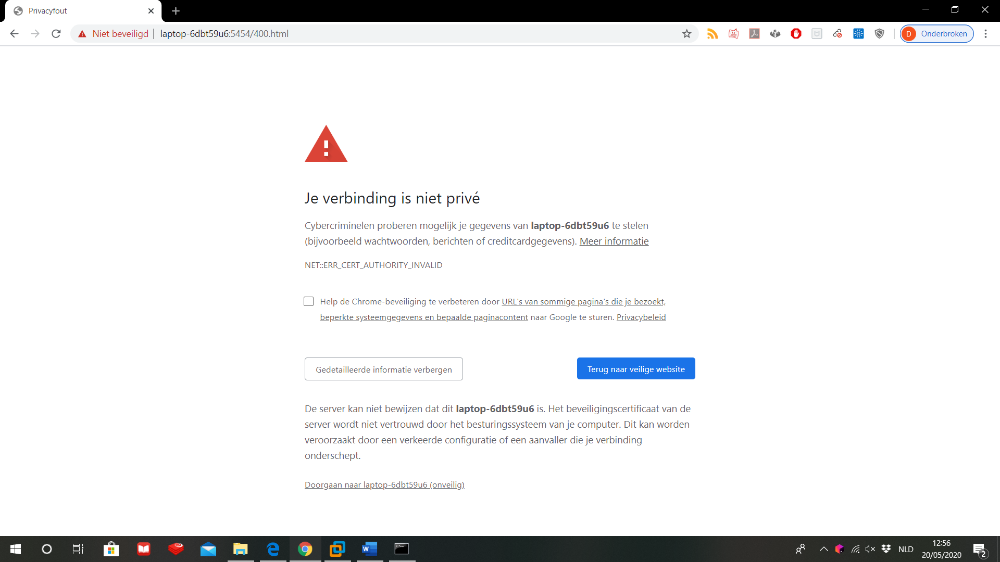 Privacyfout
Niet beveiligd
laptop-6dbt59u6:5454/400.html
D Onderbroken
Je verbinding is niet privé
Cybercriminelen proberen mogelijk je gegevens van laptop-6dbt59u6 te stelen
(bijvoorbeeld wachtwoorden, berichten of creditcardgegevens). Meer informatie
NET::ERR_CERT_AUTHORITY_INVALID
Help de Chrome-beveiliging te verbeteren door URL's van sommige pagina's die je bezoekt,
beperkte systeemgegevens en bepaalde paginacontent naar Google te sturen. Privacybeleid
Gedetailleerde informatie verbergen
Terug naar veilige website
De server kan niet bewijzen dat dit laptop-6dbt59u6 is. Het beveiligingscertificaat van de
server wordt niet vertrouwd door het besturingssysteem van je computer. Dit kan worden
veroorzaakt door een verkeerde configuratie of een aanvaller die je verbinding
onderschept.
Doorgaan naar laptop-6dbt59u6 (onveilig)
NLD
12:56
20/05/2020
2